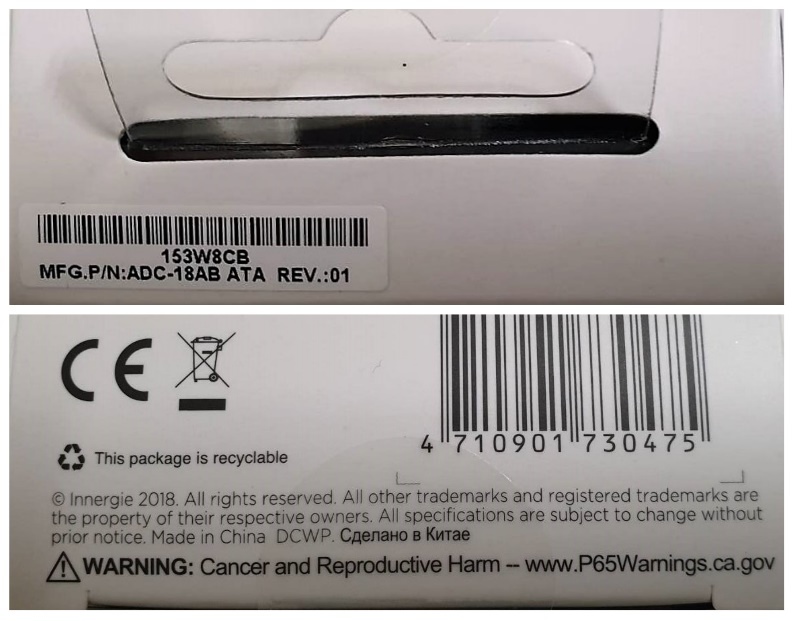 153W8CB
MFG.P/N:ADC-18AB ATA REV.:01
CE
This package is recyclable
4 710901 730475
© Innergie 2018. All rights reserved. All other trademarks and registered trademarks are
the property of their respective owners. All specifications are subject to change without
prior notice. Made in China DCWP. Сделано в Китае
WARNING: Cancer and Reproductive Harm -- www.P65Warnings.ca.gov